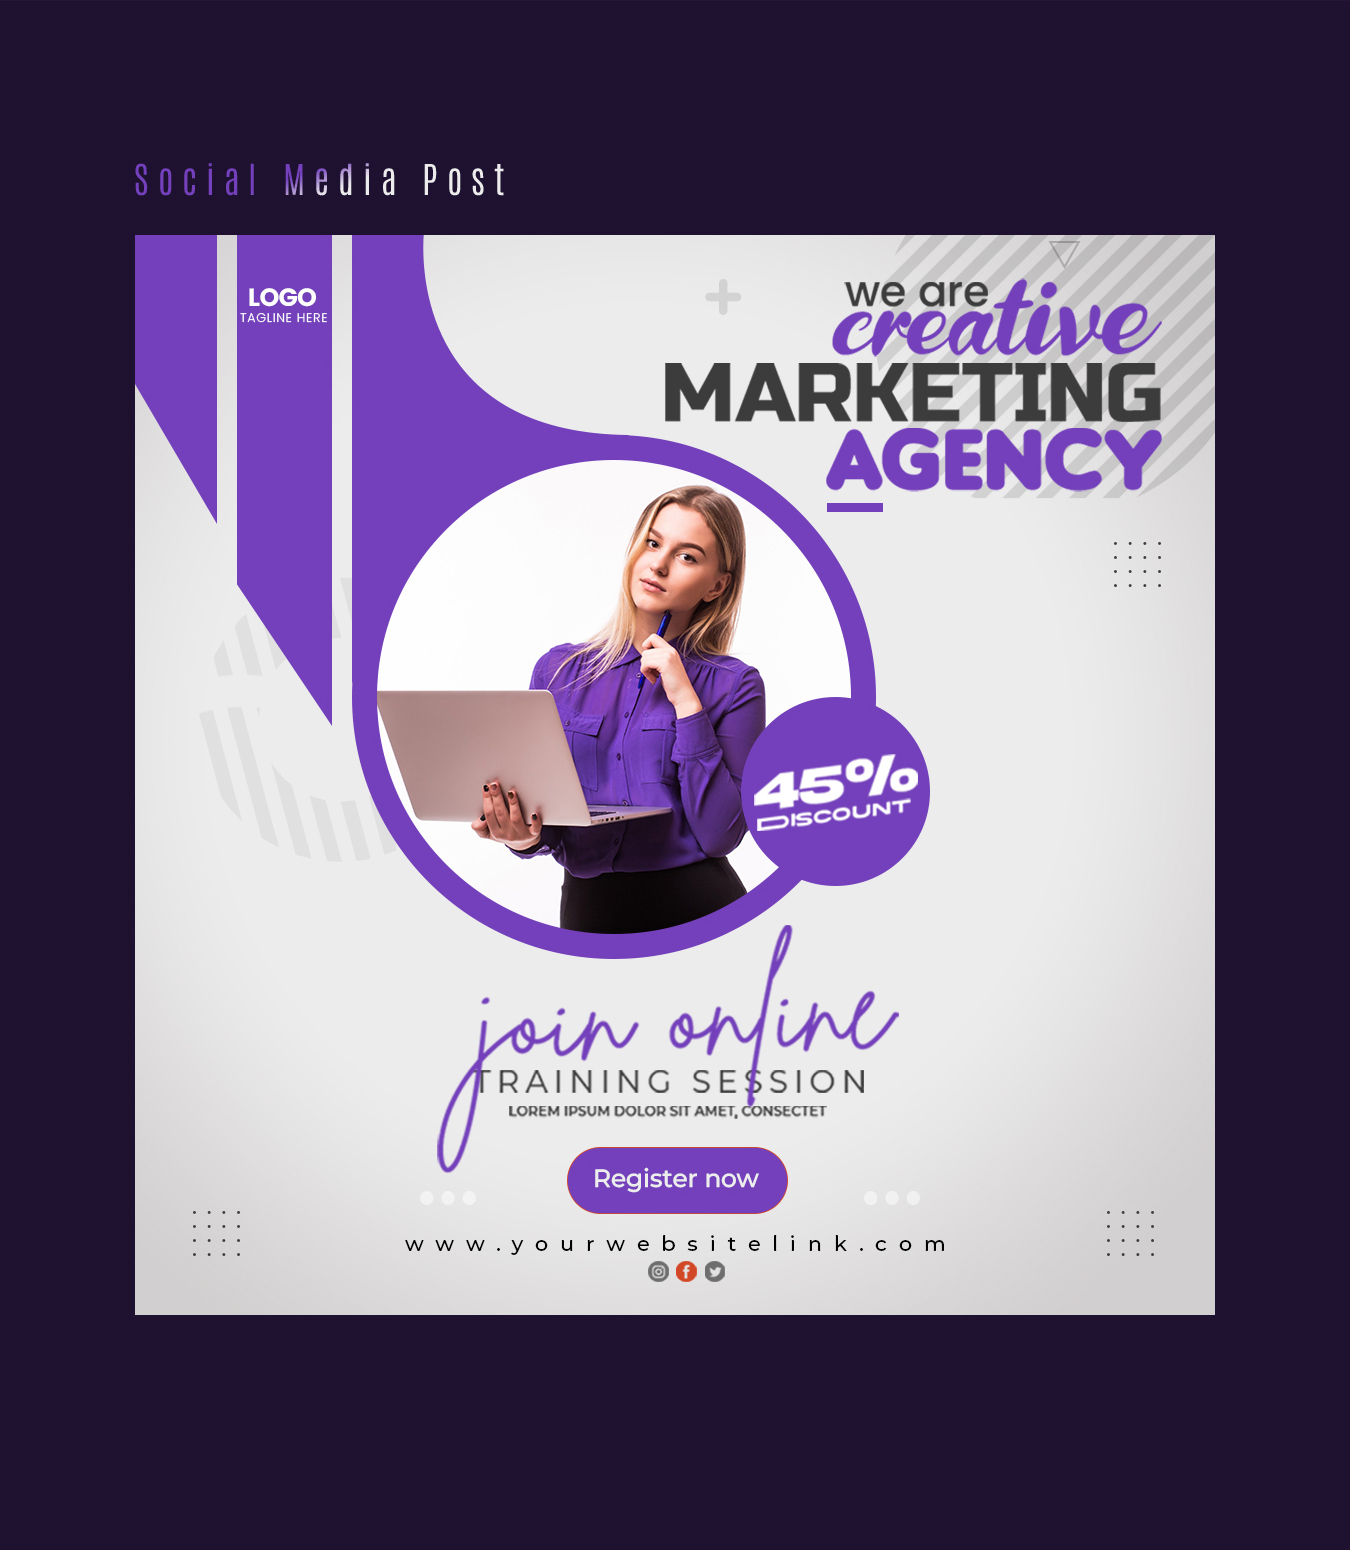 Social Media Post
LOGO
TAGLINE HERE
we are
creative
MARKETING
AGENCY
45%
DISCOUNT
join online
TRAINING SESSION
LOREM IPSUM DOLOR SIT AMET, CONSECTET
Register now
www.yourwebsitelink.com